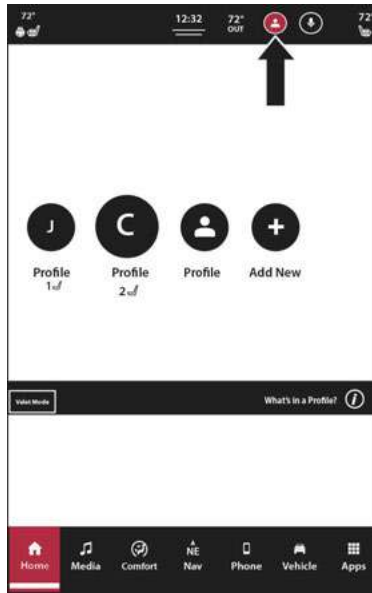 72° 12:32 72° 72°
OUT
J C
Profile Profile Profile Add New
1 2
Valet Mode What's in a Profile?
NE
Home Media Comfort Nav Phone Vehicle Apps